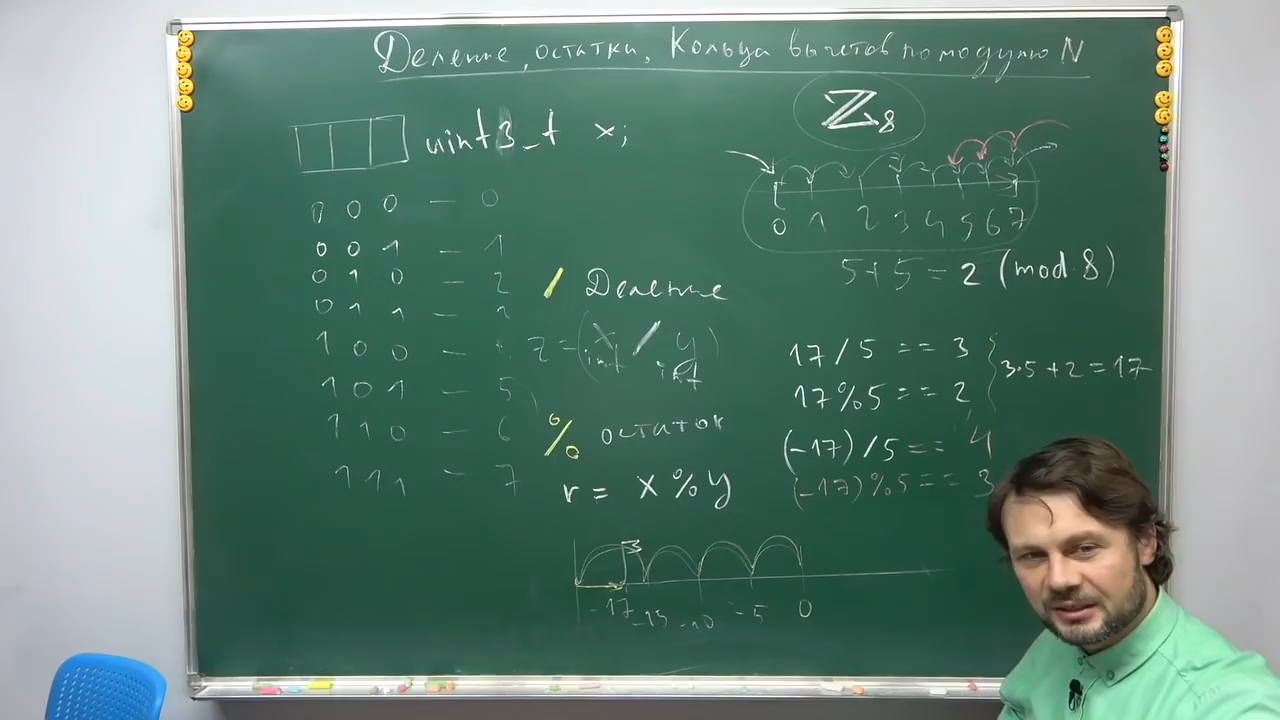 Деление, остатки, Кольца вычетов по модулю N
ℤ₈
uint3_t x;
0 0 0 — 0
0 0 1 — 1
0 1 0 — 2
0 1 1 —
1 0 0 —
1 0 1 — 5
1 1 0 — 6
1 1 1 — 7
/ Деление
z = (x / y)
int int
% остаток
r = x % y
0 1 2 3 4 5 6 7
5 + 5 = 2 (mod 8)
17 / 5 == 3
17 % 5 == 2
3·5 + 2 = 17
(-17) / 5 == 4
(-17) % 5 == 3
3
-17 -15 -10 -5 0